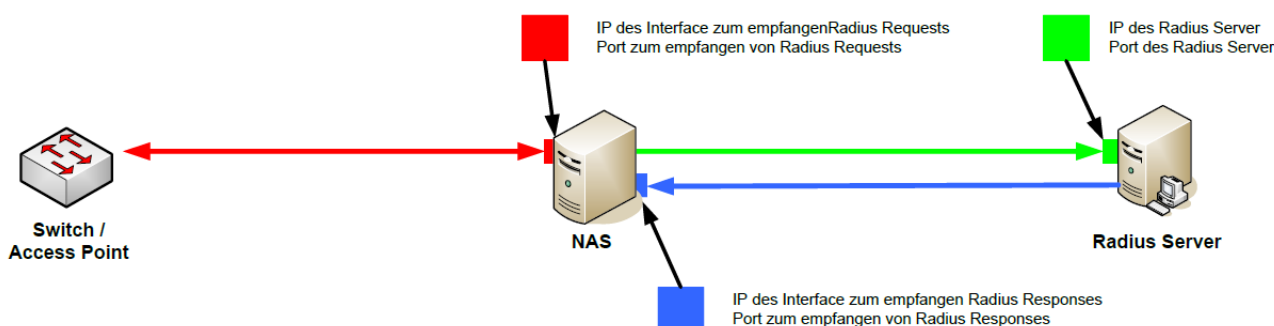 IP des Interface zum empfangenRadius Requests
Port zum empfangen von Radius Requests
IP des Radius Server
Port des Radius Server
Switch /
Access Point
NAS
Radius Server
IP des Interface zum empfangen Radius Responses
Port zum empfangen von Radius Responses